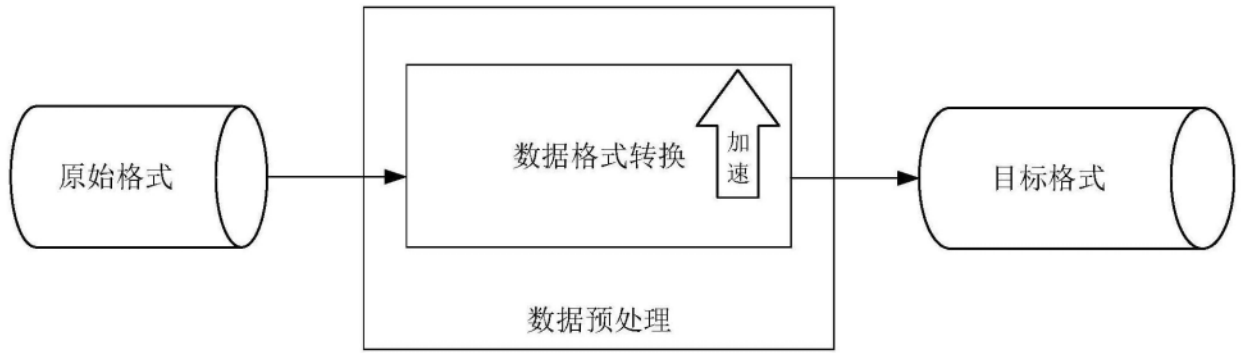 原始格式
数据格式转换
加
速
目标格式
数据预处理